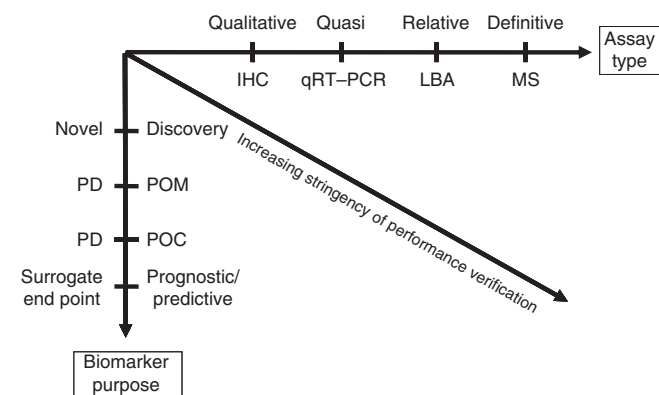 Qualitative Quasi Relative Definitive
Assay
type
IHC qRT–PCR LBA MS
Novel Discovery
Increasing stringency of performance verification
PD POM
PD POC
Surrogate
end point
Prognostic/
predictive
Biomarker
purpose